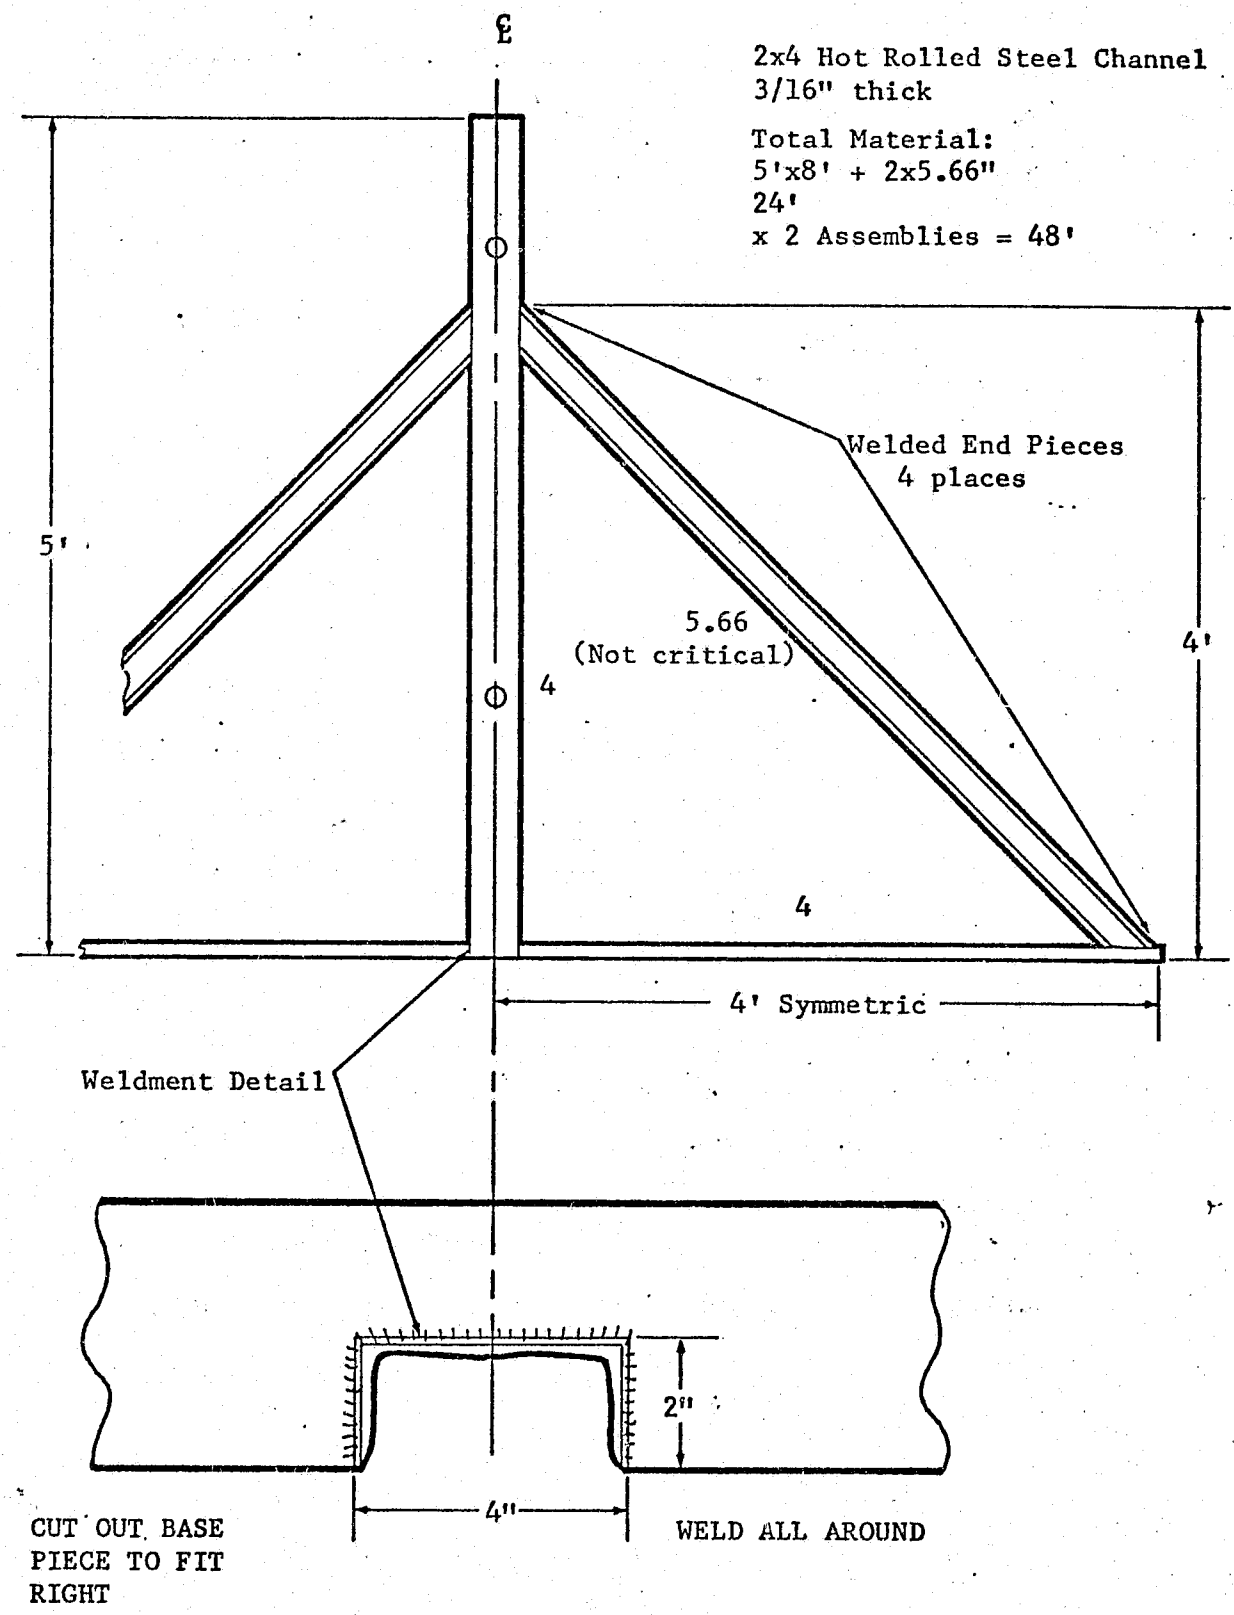 ℄
2x4 Hot Rolled Steel Channel
3/16" thick
Total Material:
5'x8' + 2x5.66"
24'
x 2 Assemblies = 48'
Welded End Pieces
4 places
5'
5.66
(Not critical)
4'
4
4
4' Symmetric
Weldment Detail
2"
4"
CUT OUT BASE
PIECE TO FIT
RIGHT
WELD ALL AROUND